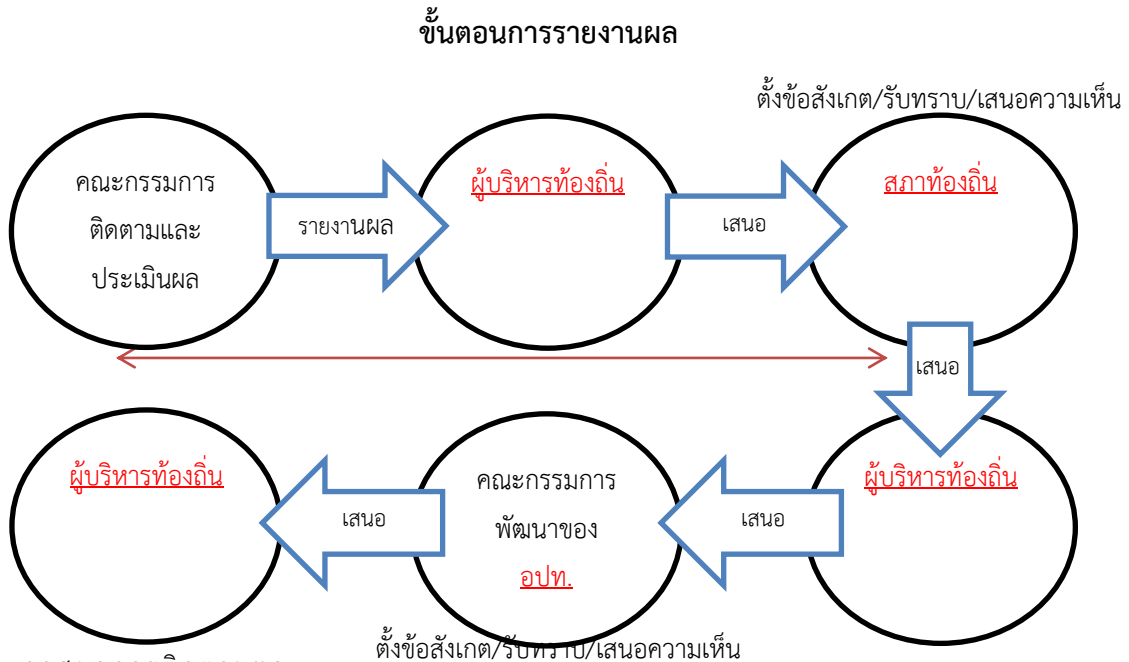 ขั้นตอนการรายงานผล
ตั้งข้อสังเกต/รับทราบ/เสนอความเห็น
คณะกรรมการ
ติดตามและ
ประเมินผล
รายงานผล
ผู้บริหารท้องถิ่น
เสนอ
สภาท้องถิ่น
เสนอ
ผู้บริหารท้องถิ่น
เสนอ
คณะกรรมการ
พัฒนาของ
อปท.
เสนอ
ผู้บริหารท้องถิ่น
ตั้งข้อสังเกต/รับทราบ/เสนอความเห็น